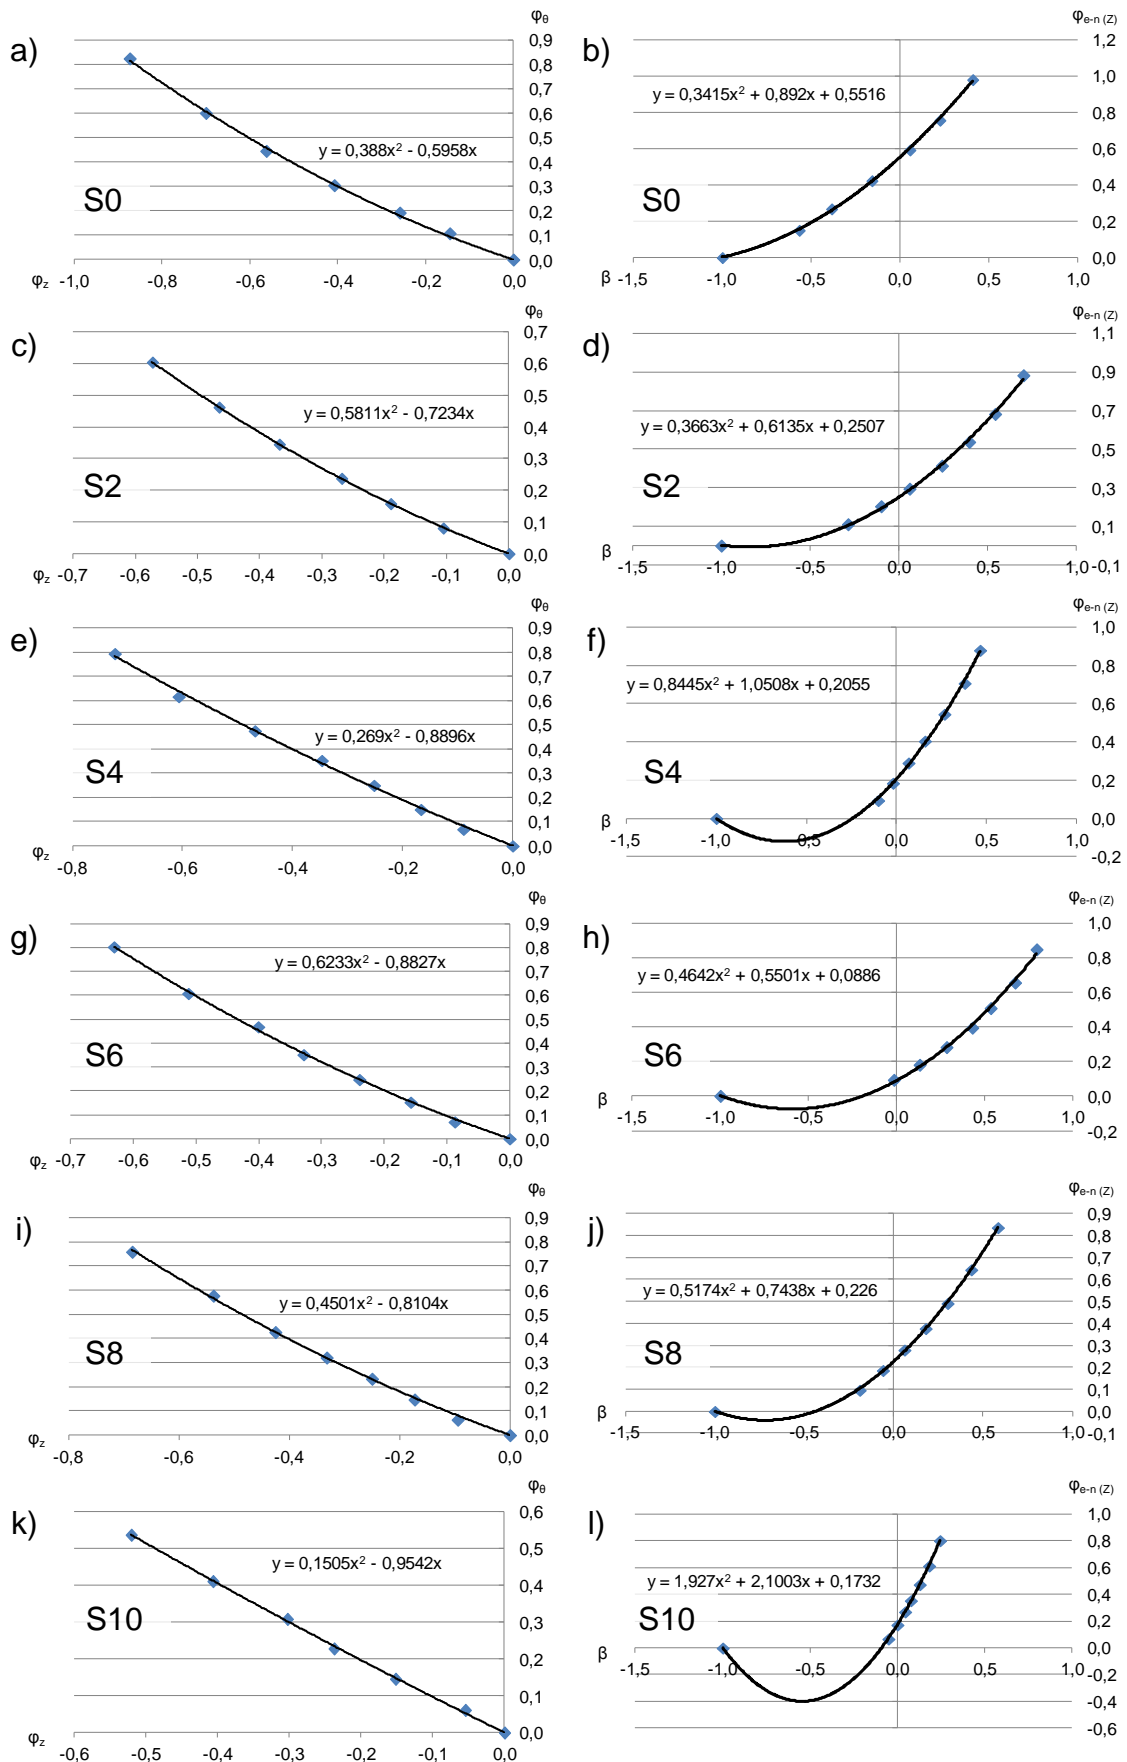 φθ
a)
0,9
0,8
0,7
0,6
0,5
0,4
0,3
0,2
0,1
0,0
y = 0,388x² - 0,5958x
S0
φz -1,0 -0,8 -0,6 -0,4 -0,2 0,0
φe-n (Z)
b)
1,2
1,0
0,8
0,6
0,4
0,2
0,0
y = 0,3415x² + 0,892x + 0,5516
S0
β -1,5 -1,0 -0,5 0,0 0,5 1,0
φθ
c)
0,7
0,6
0,5
0,4
0,3
0,2
0,1
0,0
y = 0,5811x² - 0,7234x
S2
φz -0,7 -0,6 -0,5 -0,4 -0,3 -0,2 -0,1 0,0
φe-n (Z)
d)
1,1
0,9
0,7
0,5
0,3
0,1
-0,1
y = 0,3663x² + 0,6135x + 0,2507
S2
β
-1,5 -1,0 -0,5 0,0 0,5 1,0
φθ
e)
0,9
0,8
0,7
0,6
0,5
0,4
0,3
0,2
0,1
0,0
y = 0,269x² - 0,8896x
S4
φz
-0,8 -0,6 -0,4 -0,2 0,0
φe-n (Z)
f)
1,0
0,8
0,6
0,4
0,2
0,0
-0,2
y = 0,8445x² + 1,0508x + 0,2055
S4
β
-1,5 -1,0 -0,5 0,0 0,5 1,0
φθ
g)
0,9
0,8
0,7
0,6
0,5
0,4
0,3
0,2
0,1
0,0
y = 0,6233x² - 0,8827x
S6
φz -0,7 -0,6 -0,5 -0,4 -0,3 -0,2 -0,1 0,0
φe-n (Z)
h)
1,0
0,8
0,6
0,4
0,2
0,0
-0,2
y = 0,4642x² + 0,5501x + 0,0886
S6
β
-1,5 -1,0 -0,5 0,0 0,5 1,0
φθ
i)
0,9
0,8
0,7
0,6
0,5
0,4
0,3
0,2
0,1
0,0
y = 0,4501x² - 0,8104x
S8
φz
-0,8 -0,6 -0,4 -0,2 0,0
φe-n (Z)
j)
0,9
0,8
0,7
0,6
0,5
0,4
0,3
0,2
0,1
0,0
-0,1
y = 0,5174x² + 0,7438x + 0,226
S8
β
-1,5 -1,0 -0,5 0,0 0,5 1,0
φθ
k)
0,6
0,5
0,4
0,3
0,2
0,1
0,0
y = 0,1505x² - 0,9542x
S10
φz
-0,6 -0,5 -0,4 -0,3 -0,2 -0,1 0,0
φe-n (Z)
l)
1,0
0,8
0,6
0,4
0,2
0,0
-0,2
-0,4
-0,6
y = 1,927x² + 2,1003x + 0,1732
S10
β
-1,5 -1,0 -0,5 0,0 0,5 1,0